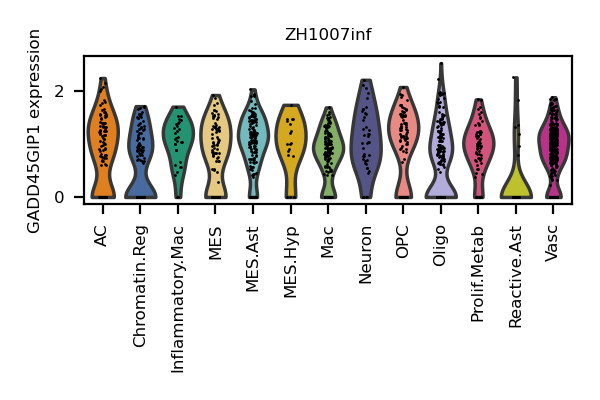 ZH1007inf
GADD45GIP1 expression
2
0
AC
Chromatin.Reg
Inflammatory.Mac
MES
MES.Ast
MES.Hyp
Mac
Neuron
OPC
Oligo
Prolif.Metab
Reactive.Ast
Vasc